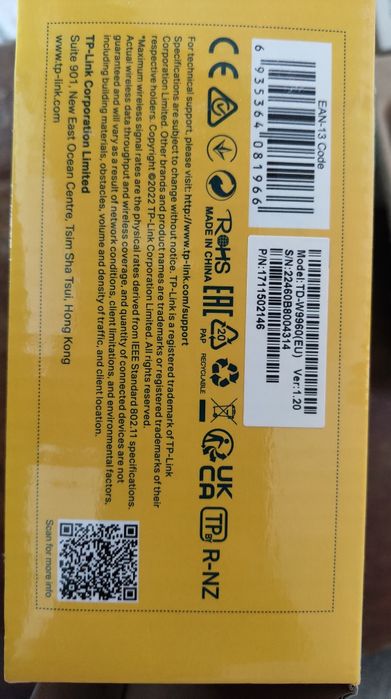 EAN-13 Code
6 935364 081966
Model:TD-W9960(EU) Ver:1.20
S/N:22460B8004314
P/N:1711502146
CE
RoHS
MADE IN CHINA
EAC
20
PAP
RECYCLABLE
UK
CA
TP
R-NZ
For technical support, please visit: http://www.tp-link.com/support
Specifications are subject to change without notice. TP-Link is a registered trademark of TP-Link
Corporation Limited. Other brands and product names are trademarks or registered trademarks of their
respective holders. Copyright ©2022 TP-Link Corporation Limited. All rights reserved.
*Maximum wireless signal rates are the physical rates derived from IEEE Standard 802.11 specifications.
Actual wireless data throughput and wireless coverage, and quantity of connected devices are not
guaranteed and will vary as a result of network conditions, client limitations, and environmental factors,
including building materials, obstacles, volume and density of traffic, and client location.
TP-Link Corporation Limited
Suite 901, New East Ocean Centre, Tsim Sha Tsui, Hong Kong
www.tp-link.com
Scan for more info